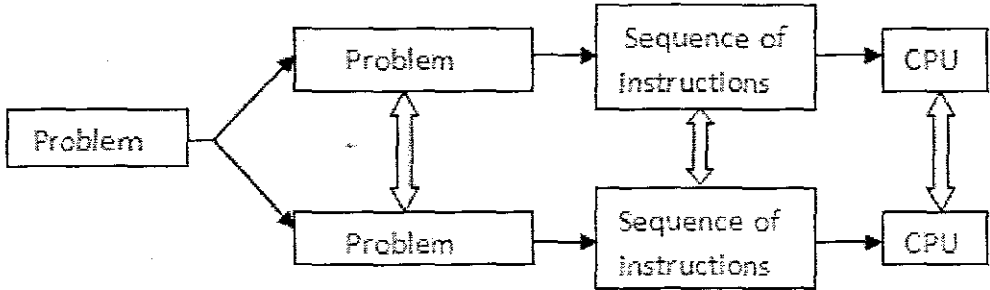 Problem
Sequence of
instructions
CPU
Problem
Problem
Sequence of
instructions
CPU